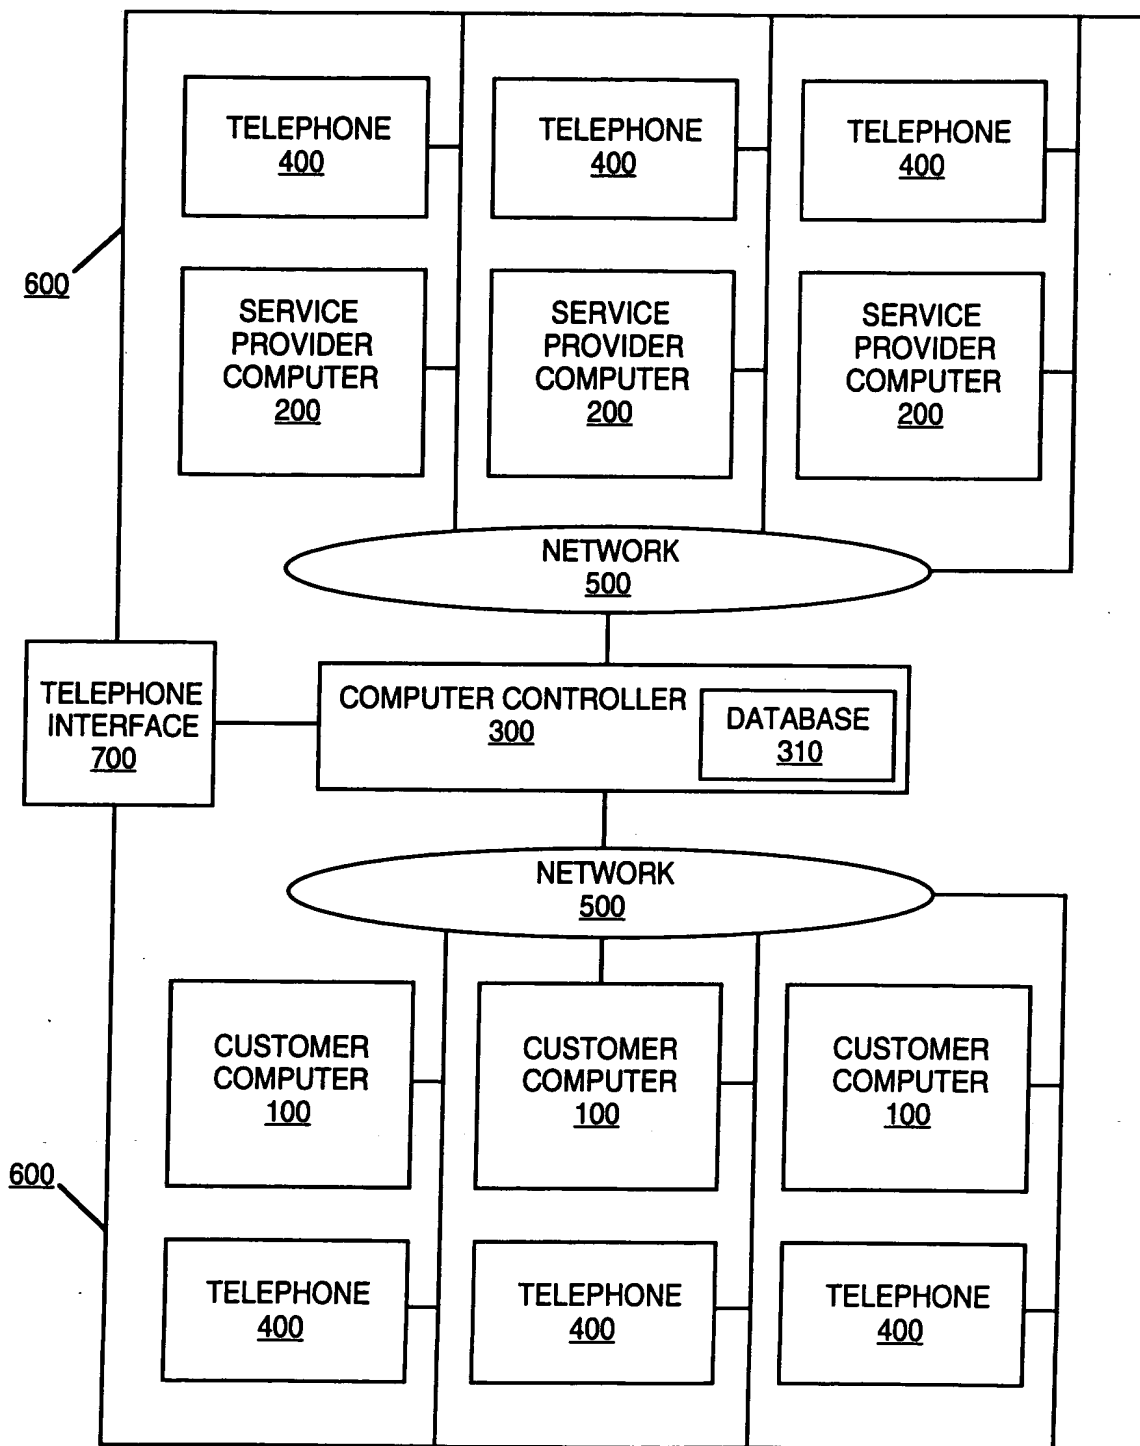 TELEPHONE
400
TELEPHONE
400
TELEPHONE
400
600
SERVICE
PROVIDER
COMPUTER
200
SERVICE
PROVIDER
COMPUTER
200
SERVICE
PROVIDER
COMPUTER
200
NETWORK
500
TELEPHONE
INTERFACE
700
COMPUTER CONTROLLER
300
DATABASE
310
NETWORK
500
CUSTOMER
COMPUTER
100
CUSTOMER
COMPUTER
100
CUSTOMER
COMPUTER
100
600
TELEPHONE
400
TELEPHONE
400
TELEPHONE
400